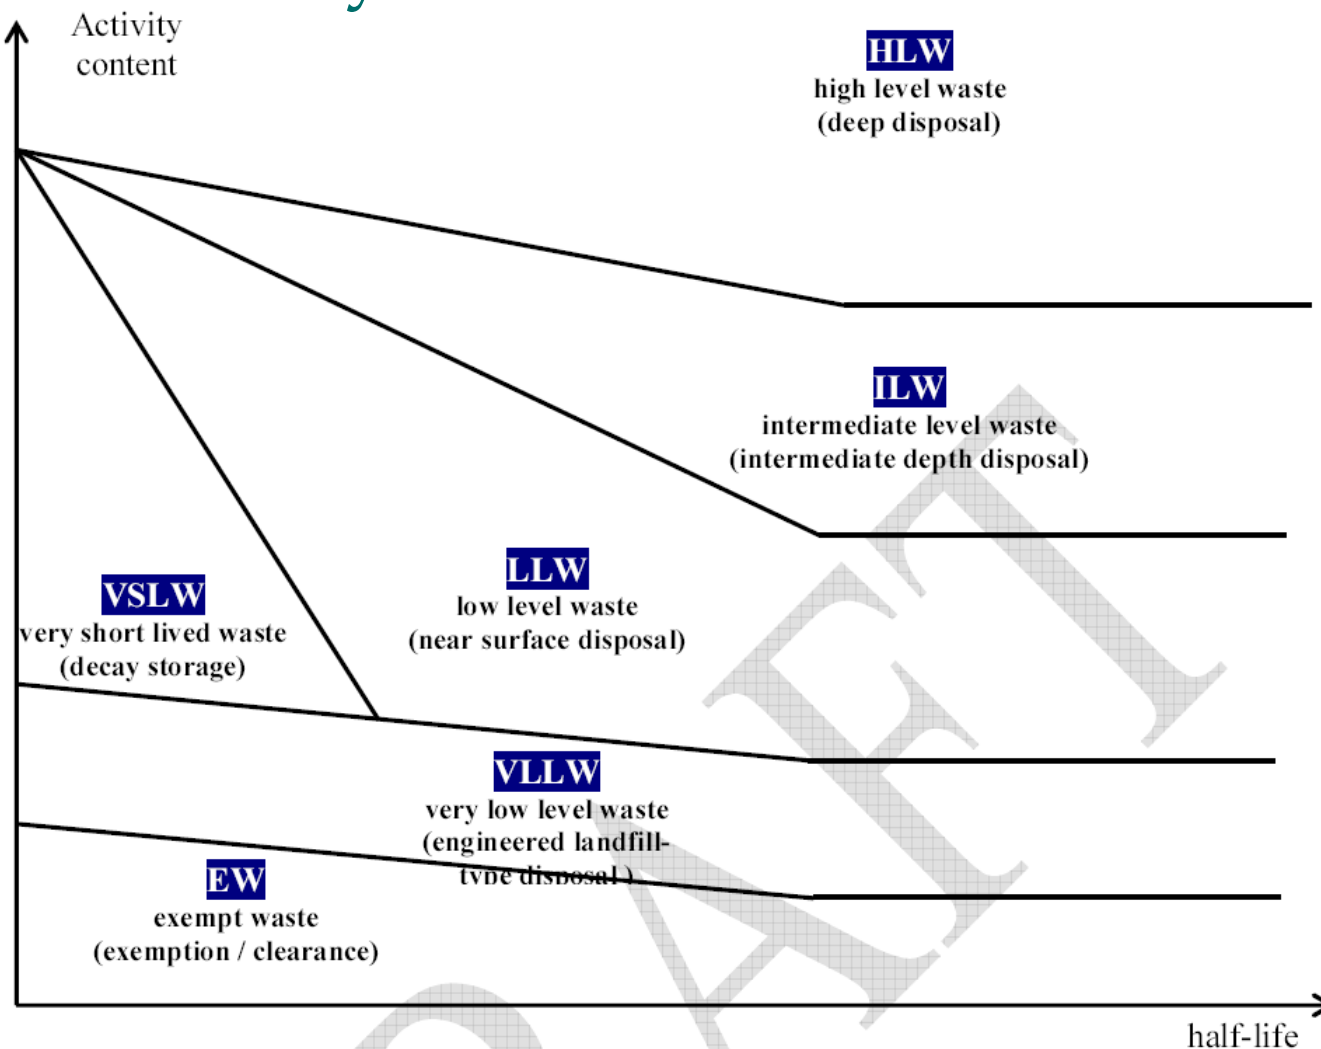 Activity
content
HLW
high level waste
(deep disposal)
ILW
intermediate level waste
(intermediate depth disposal)
LLW
low level waste
(near surface disposal)
VSLW
very short lived waste
(decay storage)
VLLW
very low level waste
(engineered landfill-
type disposal )
EW
exempt waste
(exemption / clearance)
half-life